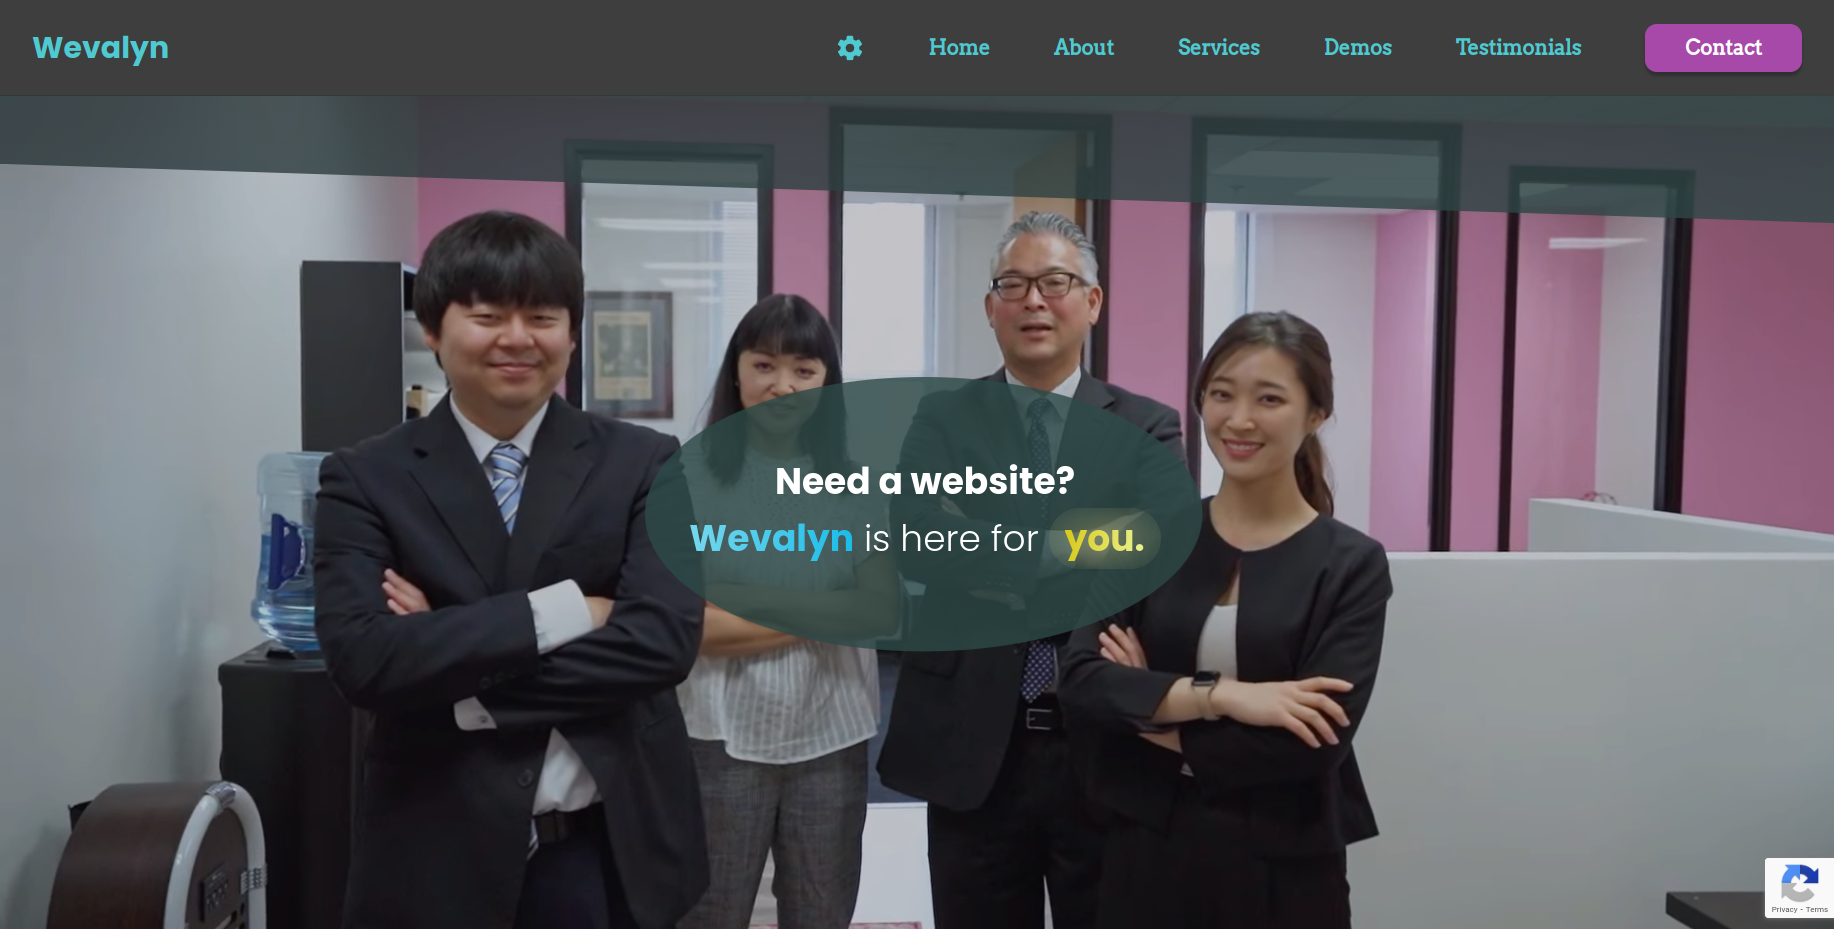 Wevalyn
Home
About
Services
Demos
Testimonials
Contact
Need a website?
Wevalyn is here for you.
Privacy - Terms